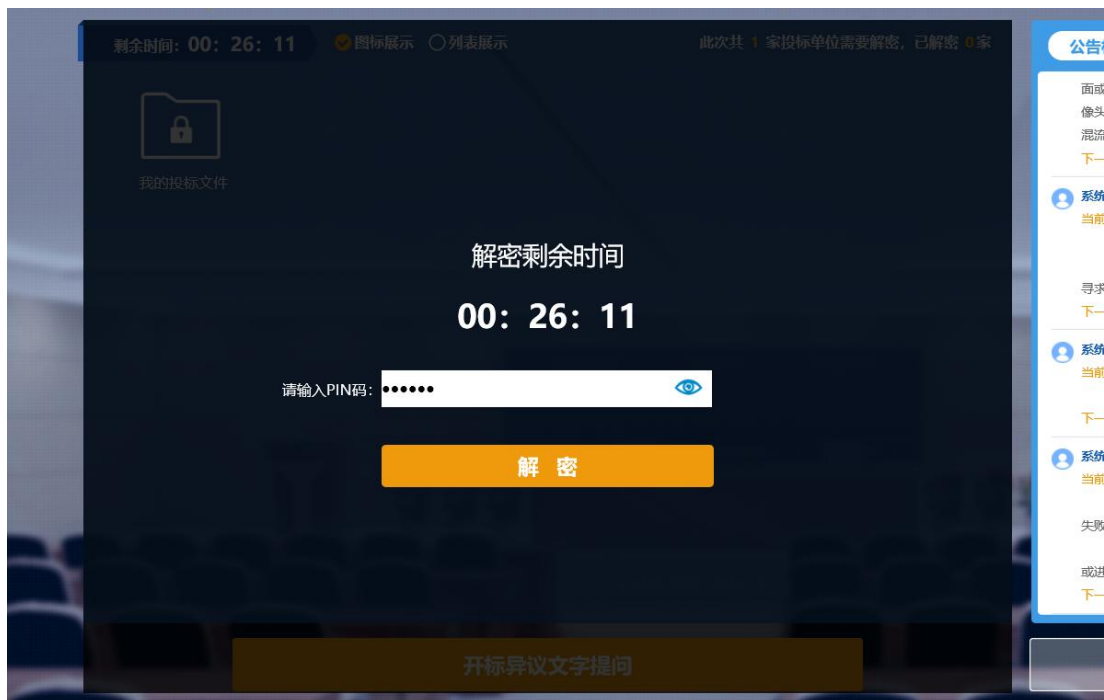 剩余时间：00：26：11
图标展示 列表展示
此次共 1 家投标单位需要解密，已解密 0家
我的投标文件
解密剩余时间
00：26：11
请输入PIN码：••••••
解 密
开标异议文字提问
公告
面或
像头
混流
下一
系统
当前
寻求
下一
系统
当前
下一
系统
当前
失败
或进
下一